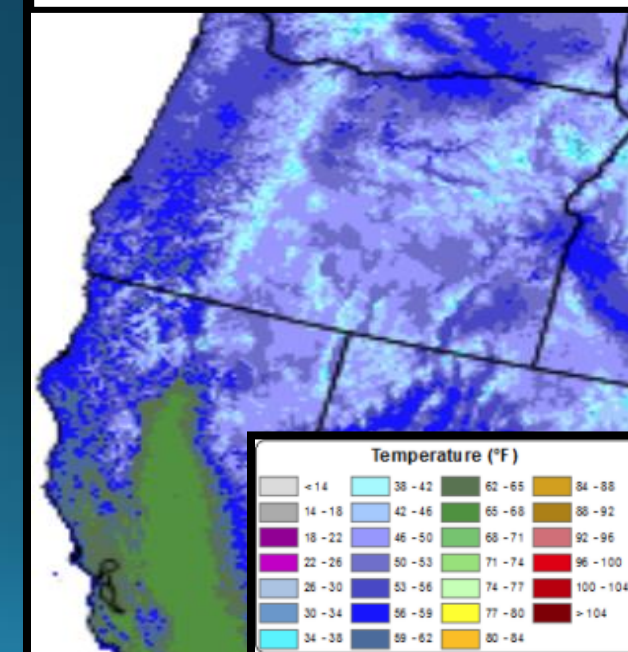 Temperature (°F)
< 14 38 - 42 62 - 65 84 - 88
14 - 18 42 - 46 65 - 68 88 - 92
18 - 22 46 - 50 68 - 71 92 - 96
22 - 26 50 - 53 71 - 74 96 - 100
26 - 30 53 - 56 74 - 77 100 - 104
30 - 34 56 - 59 77 - 80 > 104
34 - 38 59 - 62 80 - 84